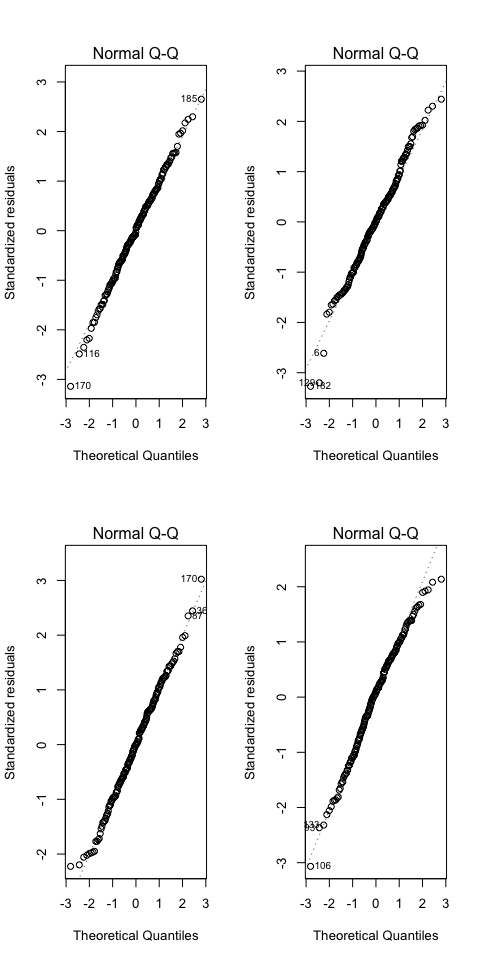 Normal Q-Q
3
2
1
0
-1
-2
-3
Standardized residuals
185
116
170
-3 -2 -1 0 1 2 3
Theoretical Quantiles
Normal Q-Q
3
2
1
0
-1
-2
-3
Standardized residuals
6
-3 -2 -1 0 1 2 3
Theoretical Quantiles
Normal Q-Q
3
2
1
0
-1
-2
Standardized residuals
170
-3 -2 -1 0 1 2 3
Theoretical Quantiles
Normal Q-Q
2
1
0
-1
-2
-3
Standardized residuals
106
-3 -2 -1 0 1 2 3
Theoretical Quantiles